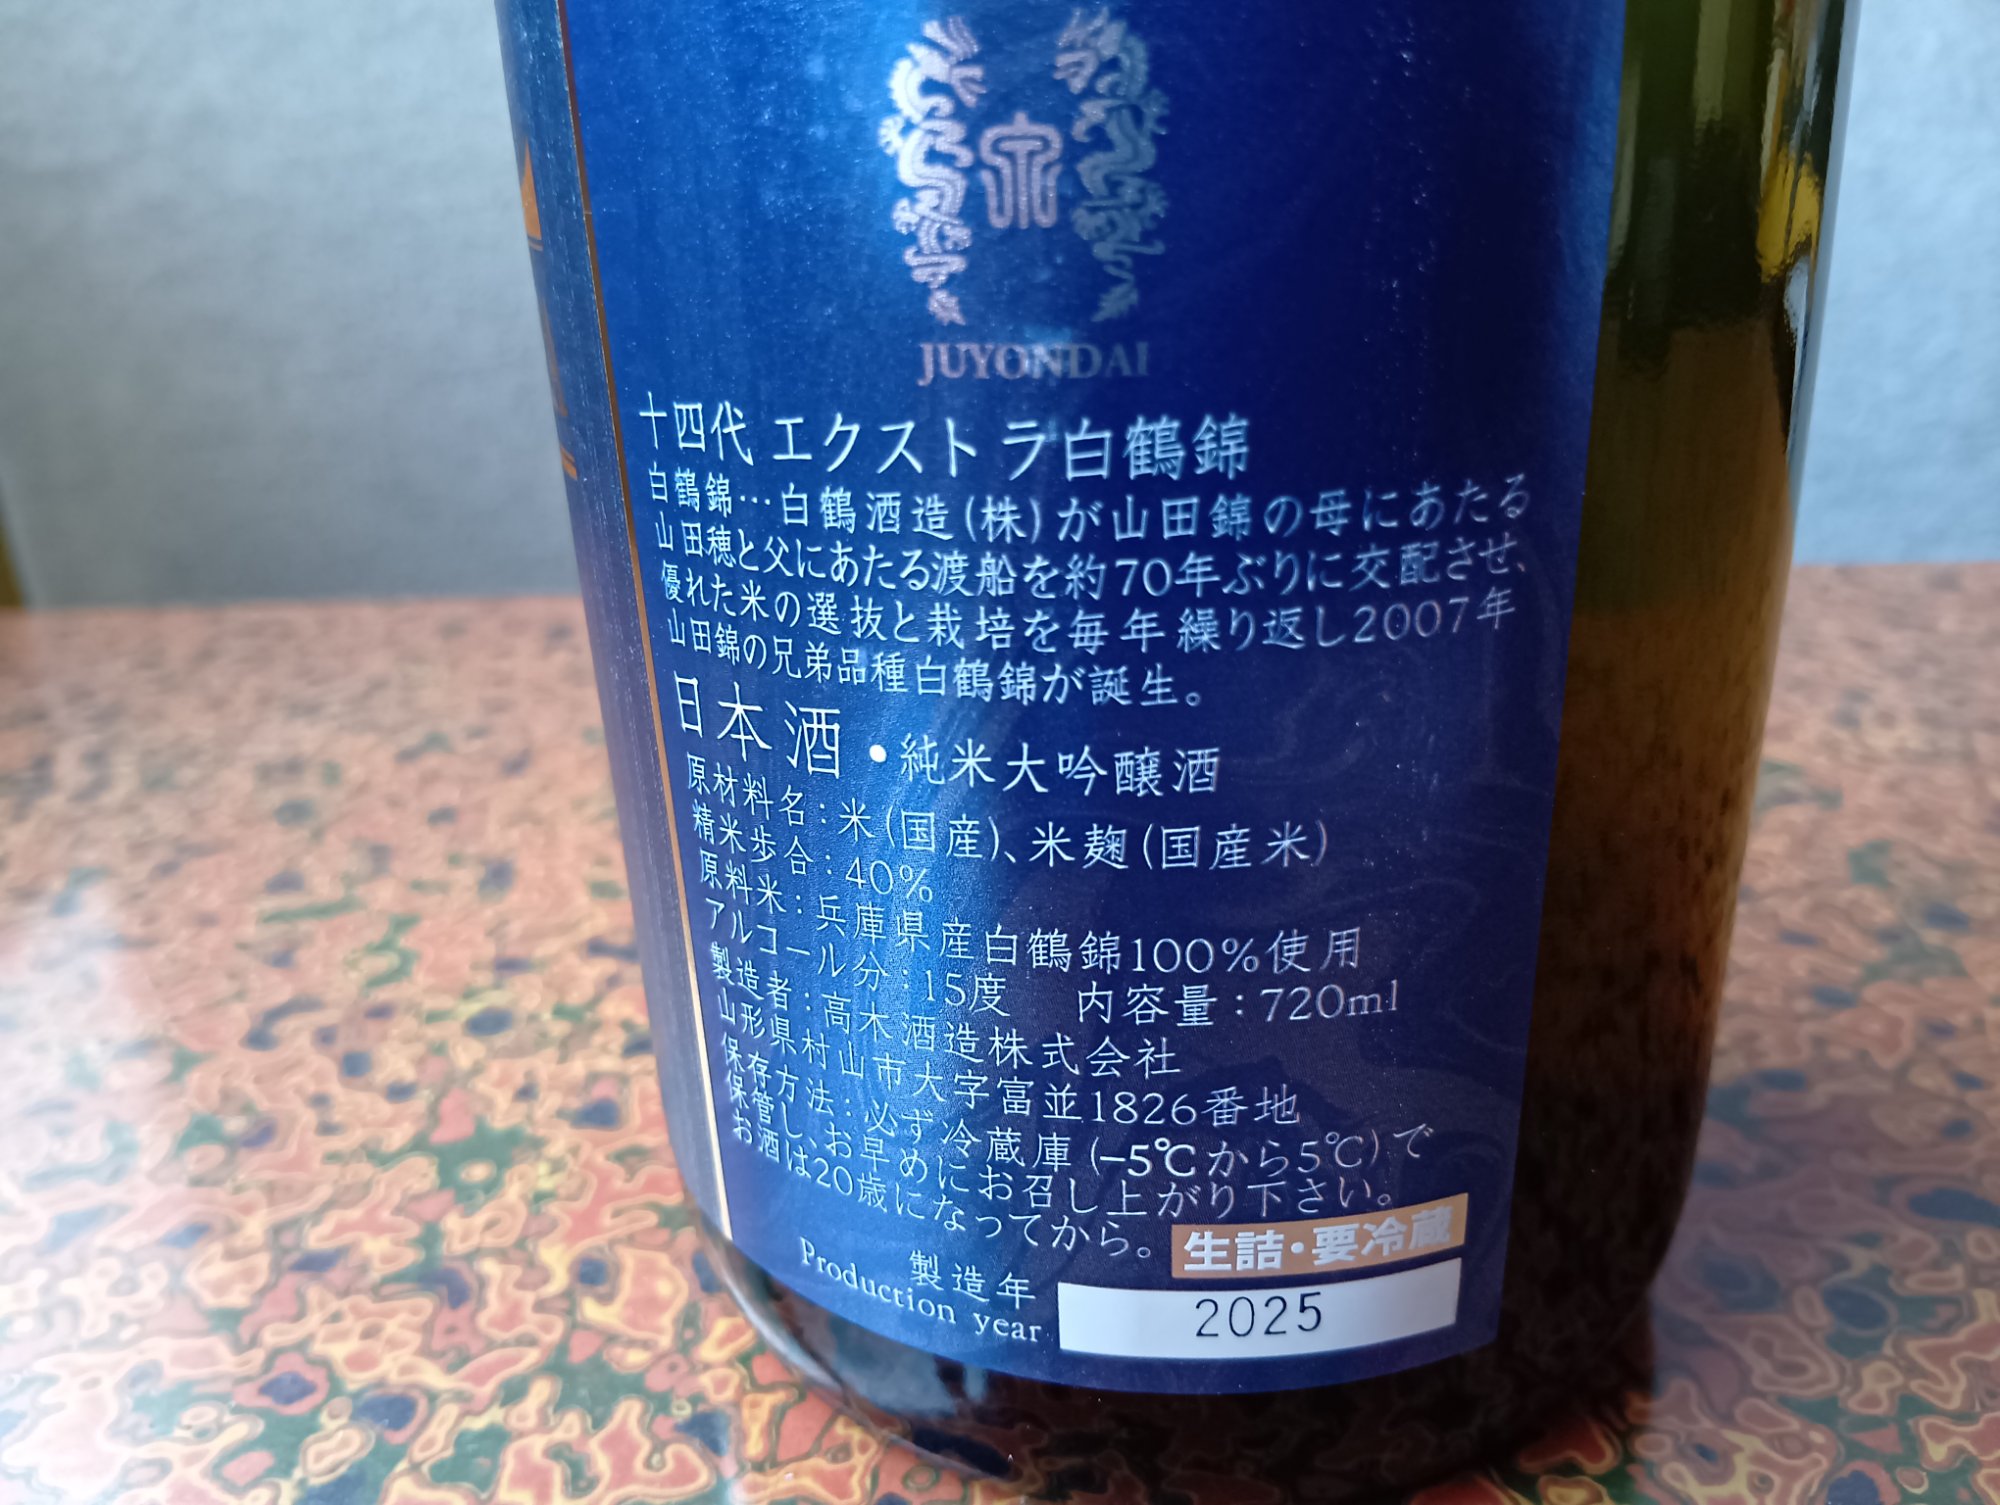 JUYONDAI
十四代 エクストラ白鶴錦
白鶴錦…白鶴酒造(株)が山田錦の母にあたる
山田穂と父にあたる渡船を約70年ぶりに交配させ、
優れた米の選抜と栽培を毎年繰り返し2007年
山田錦の兄弟品種白鶴錦が誕生。
日本酒・純米大吟醸酒
原材料名:米(国産)、米麹(国産米)
精米歩合:40%
原料米:兵庫県産白鶴錦100%使用
アルコール分:15度 内容量:720ml
製造者:高木酒造株式会社
山形県村山市大字富並1826番地
保存方法:必ず冷蔵庫(−5℃から5℃)で
保管し、お早めにお召し上がり下さい。
お酒は20歳になってから。
生詰・要冷蔵
製造年
Production year
2025